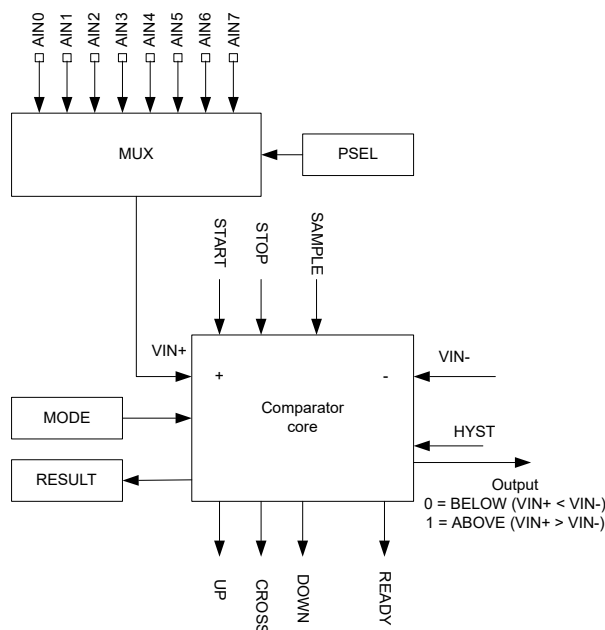 AIN0
AIN1
AIN2
AIN3
AIN4
AIN5
AIN6
AIN7
MUX
PSEL
START
STOP
SAMPLE
VIN+
VIN-
+
-
MODE
Comparator
core
HYST
RESULT
Output
0 = BELOW (VIN+ < VIN-)
1 = ABOVE (VIN+ > VIN-)
UP
CROSS
DOWN
READY